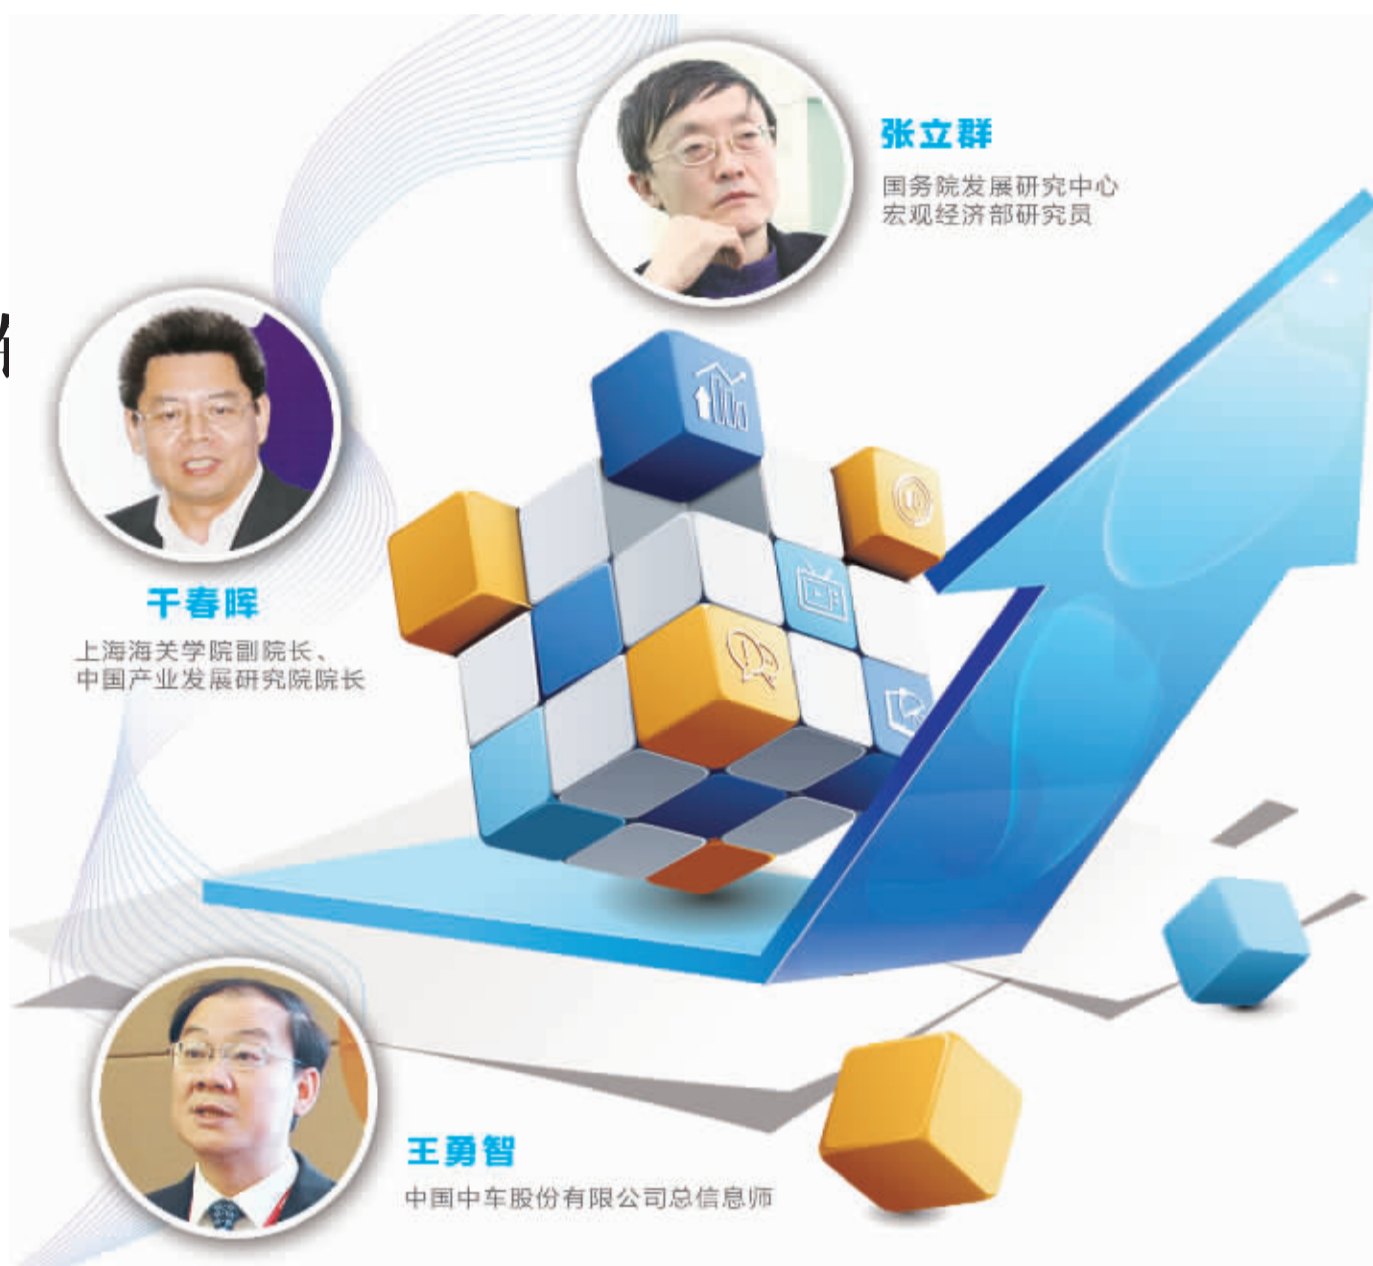 张立群
国务院发展研究中心
宏观经济部研究员
干春晖
上海海关学院副院长、
中国产业发展研究院院长
王勇智
中国中车股份有限公司总信息师